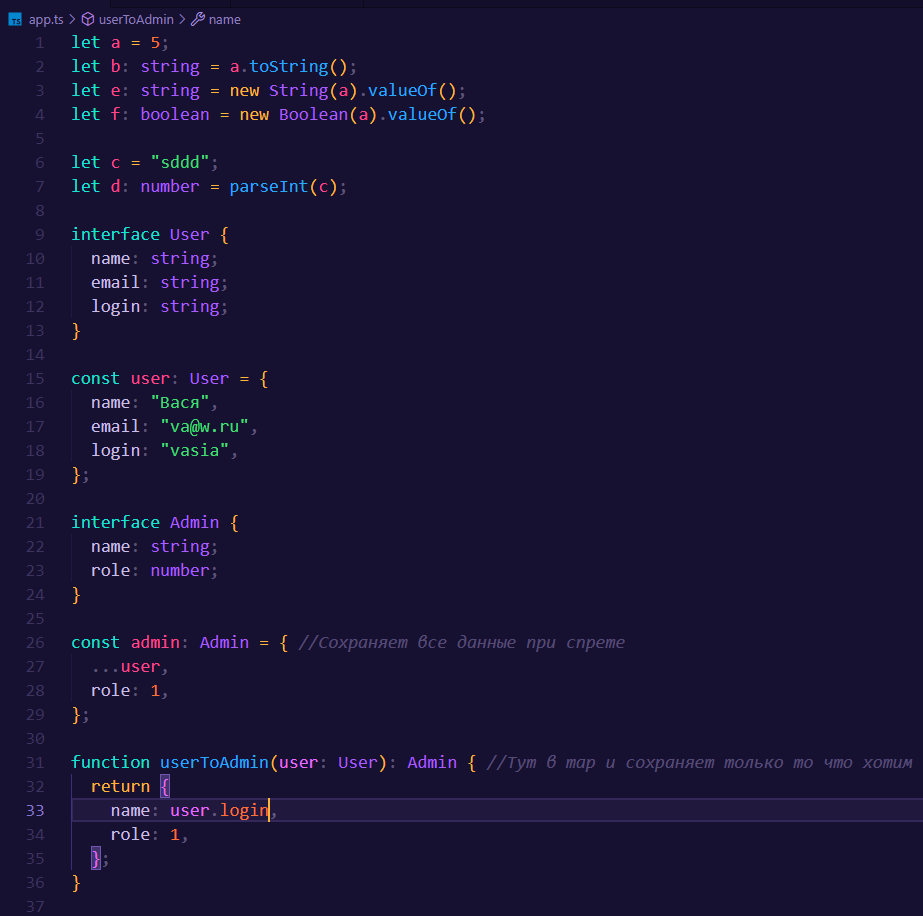 TS app.ts > userToAdmin > name
1 let a = 5;
2 let b: string = a.toString();
3 let e: string = new String(a).valueOf();
4 let f: boolean = new Boolean(a).valueOf();
5
6 let c = "sddd";
7 let d: number = parseInt(c);
8
9 interface User {
10 name: string;
11 email: string;
12 login: string;
13 }
14
15 const user: User = {
16 name: "Вася",
17 email: "va@w.ru",
18 login: "vasia",
19 };
20
21 interface Admin {
22 name: string;
23 role: number;
24 }
25
26 const admin: Admin = { //Сохраняет все данные при спреме
27 ...user,
28 role: 1,
29 };
30
31 function userToAdmin(user: User): Admin { //Тут в map и сохраняет только то что хотим
32 return {
33 name: user.login,
34 role: 1,
35 };
36 }
37